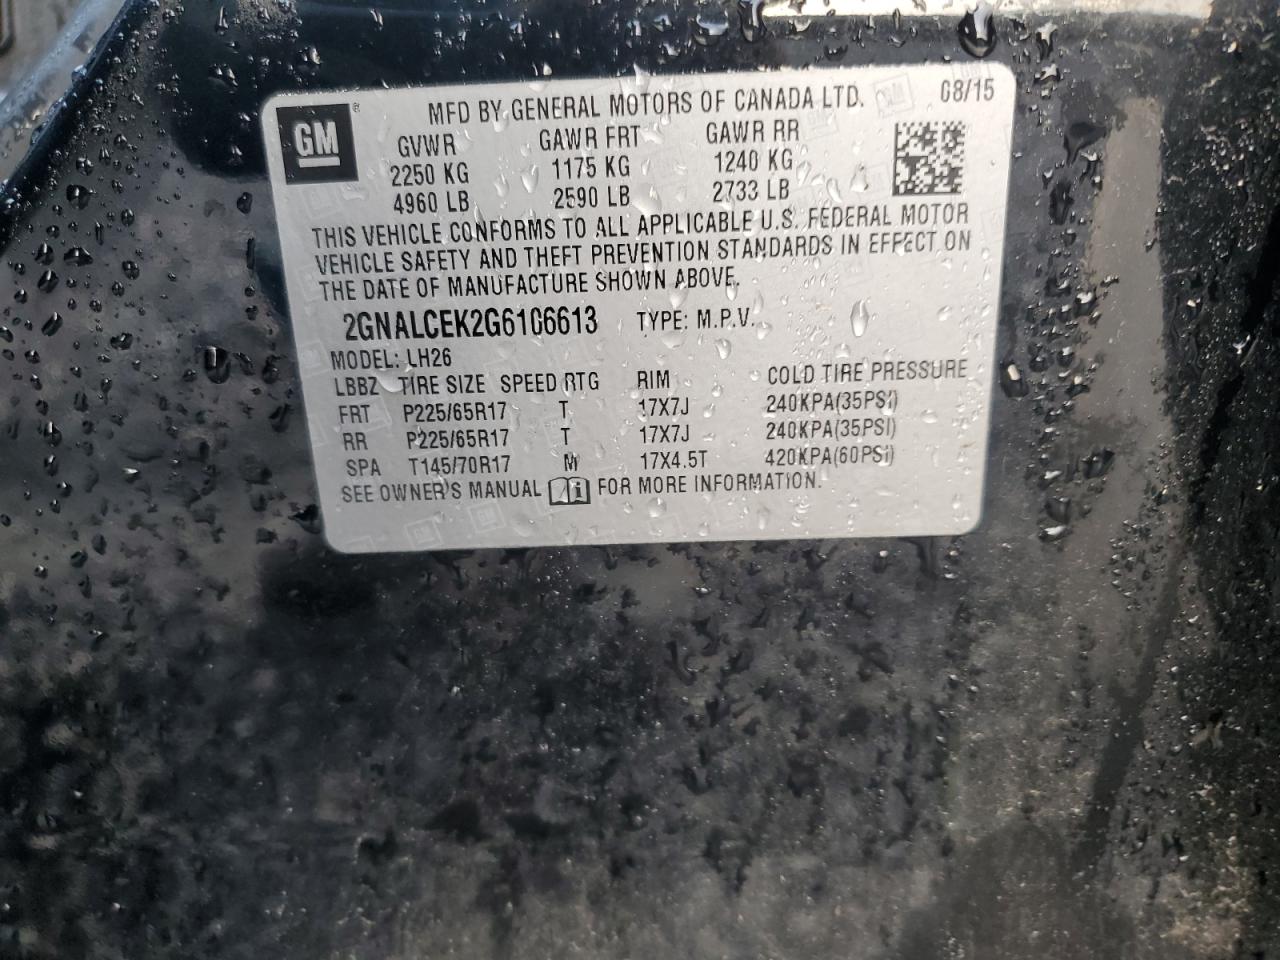 MFD BY GENERAL MOTORS OF CANADA LTD. 08/15
GM ®
GVWR GAWR FRT GAWR RR
2250 KG 1175 KG 1240 KG
4960 LB 2590 LB 2733 LB
THIS VEHICLE CONFORMS TO ALL APPLICABLE U.S. FEDERAL MOTOR
VEHICLE SAFETY AND THEFT PREVENTION STANDARDS IN EFFECT ON
THE DATE OF MANUFACTURE SHOWN ABOVE.
2GNALCEK2G6106613 TYPE: M.P.V.
MODEL: LH26
LBBZ TIRE SIZE SPEED RTG RIM COLD TIRE PRESSURE
FRT P225/65R17 T 17X7J 240KPA(35PSI)
RR P225/65R17 T 17X7J 240KPA(35PSI)
SPA T145/70R17 M 17X4.5T 420KPA(60PSI)
SEE OWNER'S MANUAL i FOR MORE INFORMATION.